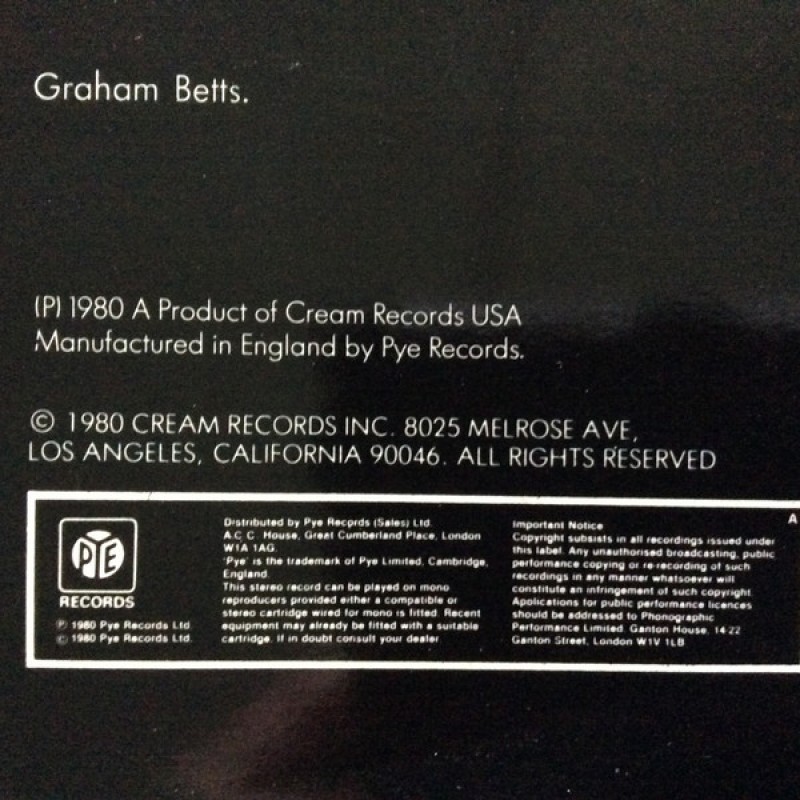 Graham Betts.
(P) 1980 A Product of Cream Records USA
Manufactured in England by Pye Records.
© 1980 CREAM RECORDS INC. 8025 MELROSE AVE,
LOS ANGELES, CALIFORNIA 90046. ALL RIGHTS RESERVED
PYE
RECORDS
℗ 1980 Pye Records Ltd.
© 1980 Pye Records Ltd.
Distributed by Pye Records (Sales) Ltd.
A.C.C. House, Great Cumberland Place, London
W1A 1AG.
'Pye' is the trademark of Pye Limited, Cambridge,
England.
This stereo record can be played on mono
reproducers provided either a compatible or
stereo cartridge wired for mono is fitted. Recent
equipment may already be fitted with a suitable
cartridge. If in doubt consult your dealer
Important Notice
Copyright subsists in all recordings issued under
this label. Any unauthorised broadcasting, public
performance copying or re-recording of such
recordings in any manner whatsoever will
constitute an infringement of such copyright.
Applications for public performance licences
should be addressed to Phonographic
Performance Limited. Ganton House, 14-22
Ganton Street, London W1V 1LB
A